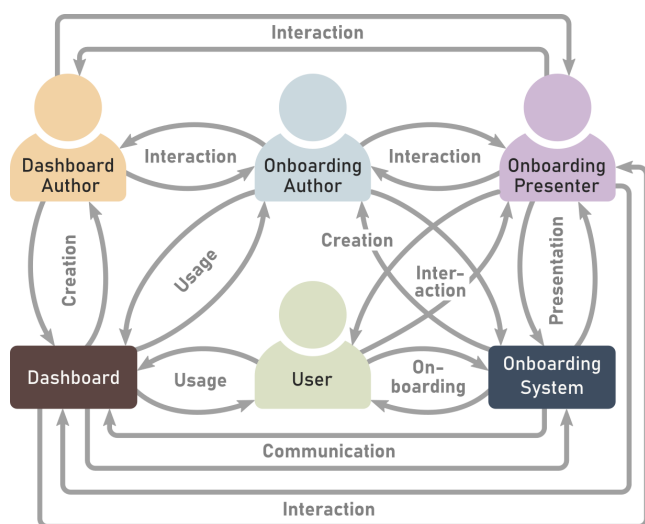 Interaction
Dashboard
Author
Interaction
Onboarding
Author
Interaction
Onboarding
Presenter
Creation
Usage
Creation
Inter-
action
Presentation
Dashboard
Usage
User
On-
boarding
Onboarding
System
Communication
Interaction